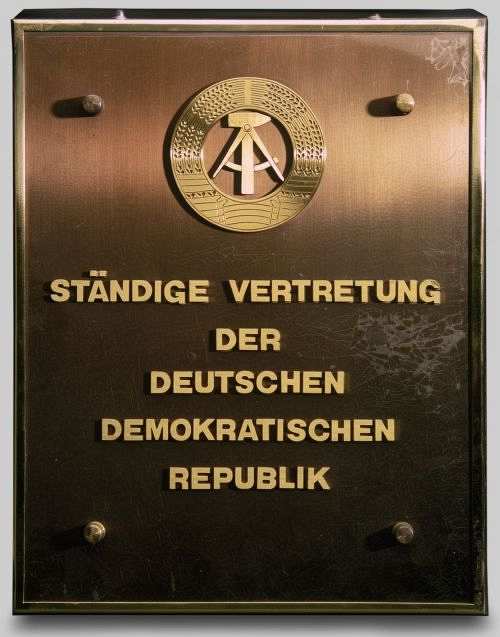 STÄNDIGE VERTRETUNG
DER
DEUTSCHEN
DEMOKRATISCHEN
REPUBLIK